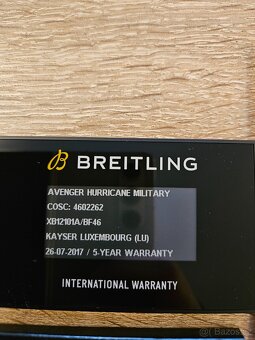 BREITLING
AVENGER HURRICANE MILITARY
COSC: 4602262
XB12101A/BF46
KAYSER LUXEMBOURG (LU)
26-07-2017 / 5-YEAR WARRANTY
INTERNATIONAL WARRANTY